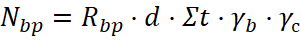 N_bp = R_bp · d · Σt · γ_b · γ_c